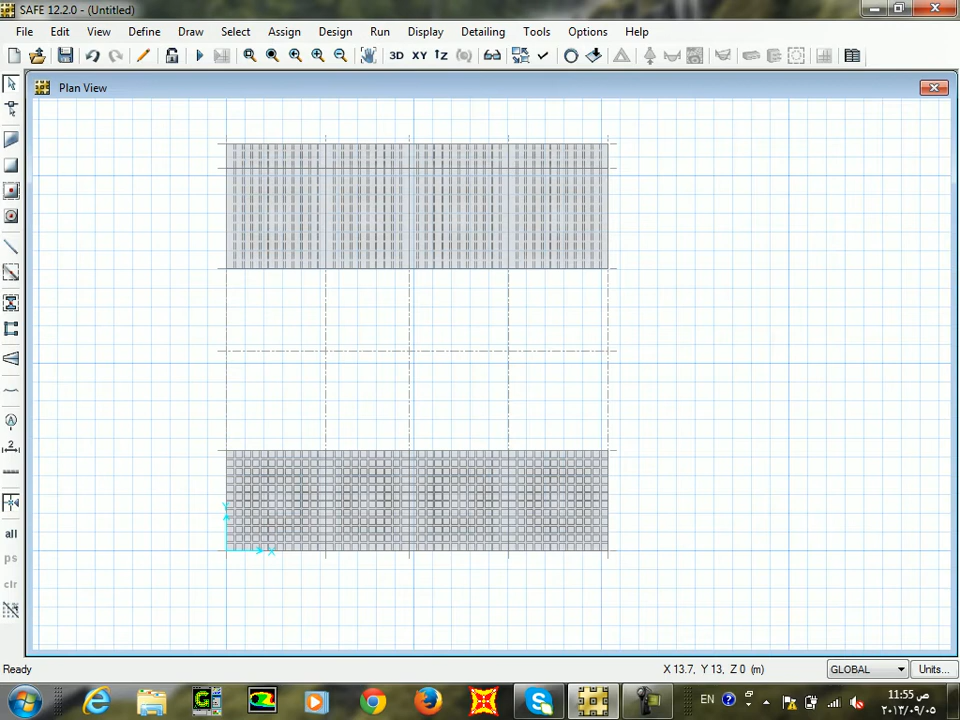 SAFE 12.2.0 - (Untitled)
File Edit View Define Draw Select Assign Design Run Display Detailing Tools Options Help
3D XY
Plan View
2
all
ps
clr
Y
X
Ready
X 13.7, Y 13, Z 0 (m)
GLOBAL
Units...
EN
11:55 ص
٢٠١٣/٠٩/٠٥